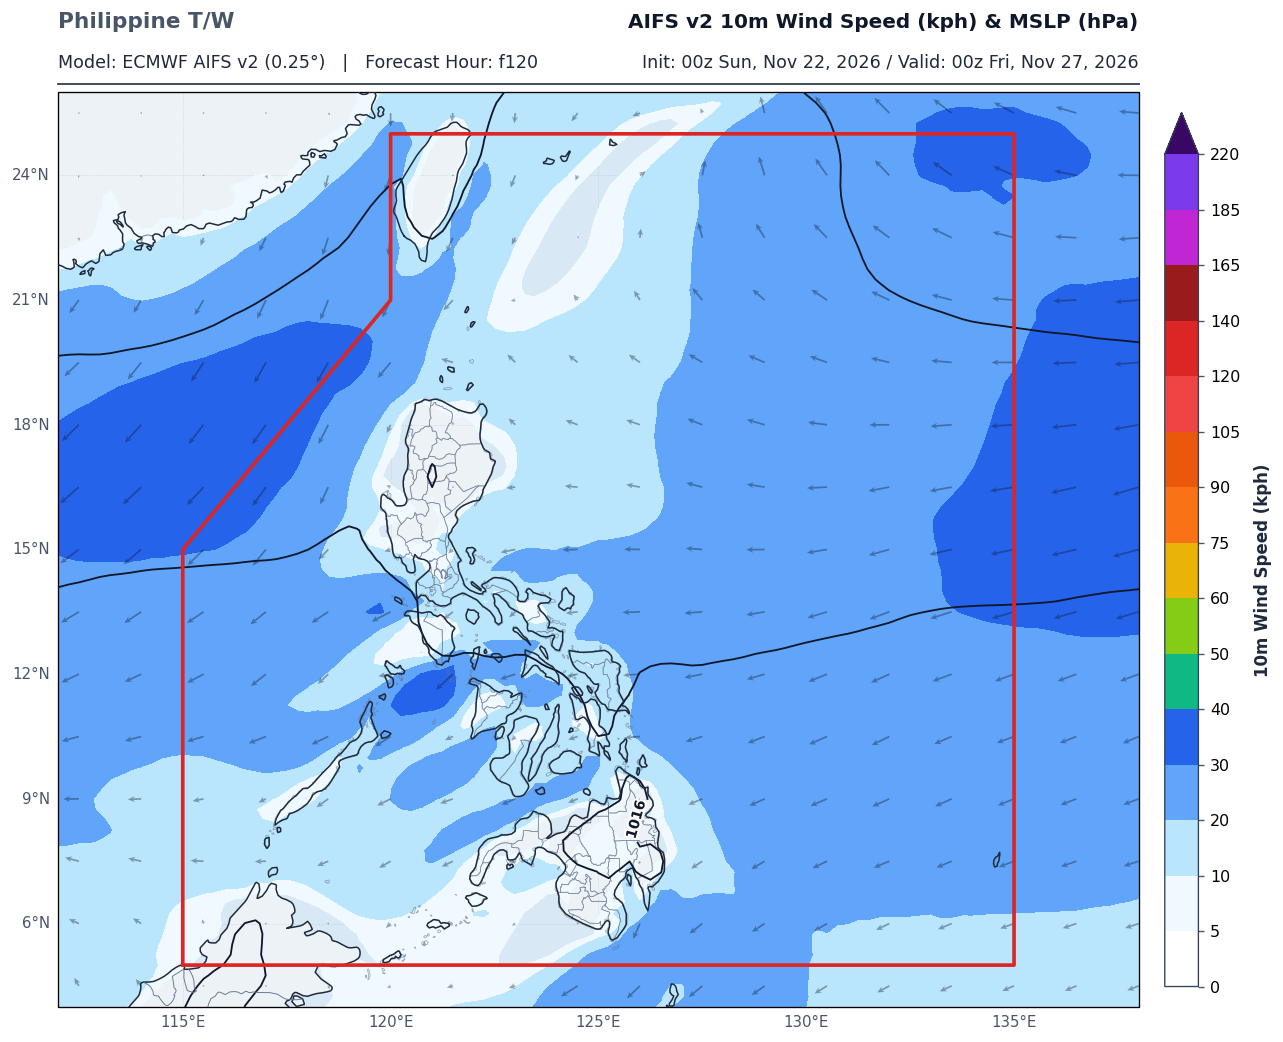 Philippine T/W
AIFS v2 10m Wind Speed (kph) & MSLP (hPa)
Model: ECMWF AIFS v2 (0.25°) | Forecast Hour: f120
Init: 00z Sun, Nov 22, 2026 / Valid: 00z Fri, Nov 27, 2026
24°N
21°N
18°N
15°N
12°N
9°N
6°N
115°E
120°E
125°E
130°E
135°E
1016
220
185
165
140
120
105
90
75
60
50
40
30
20
10
5
0
10m Wind Speed (kph)